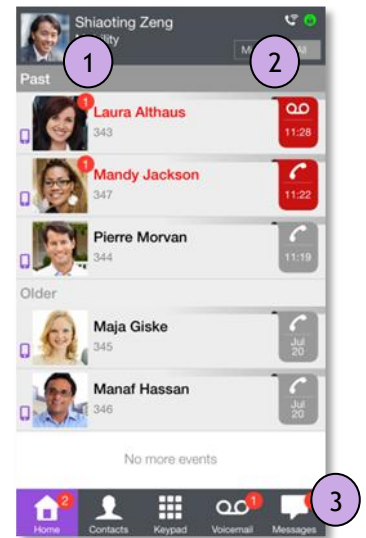 Shiaoting Zeng
1
2
Past
1
Laura Althaus
343
11:28
1
Mandy Jackson
347
11:22
Pierre Morvan
344
11:19
Older
Maja Giske
345
Jul
20
Manaf Hassan
346
Jul
20
No more events
2
1
3
Home
Contacts
Keypad
Voicemail
Messages